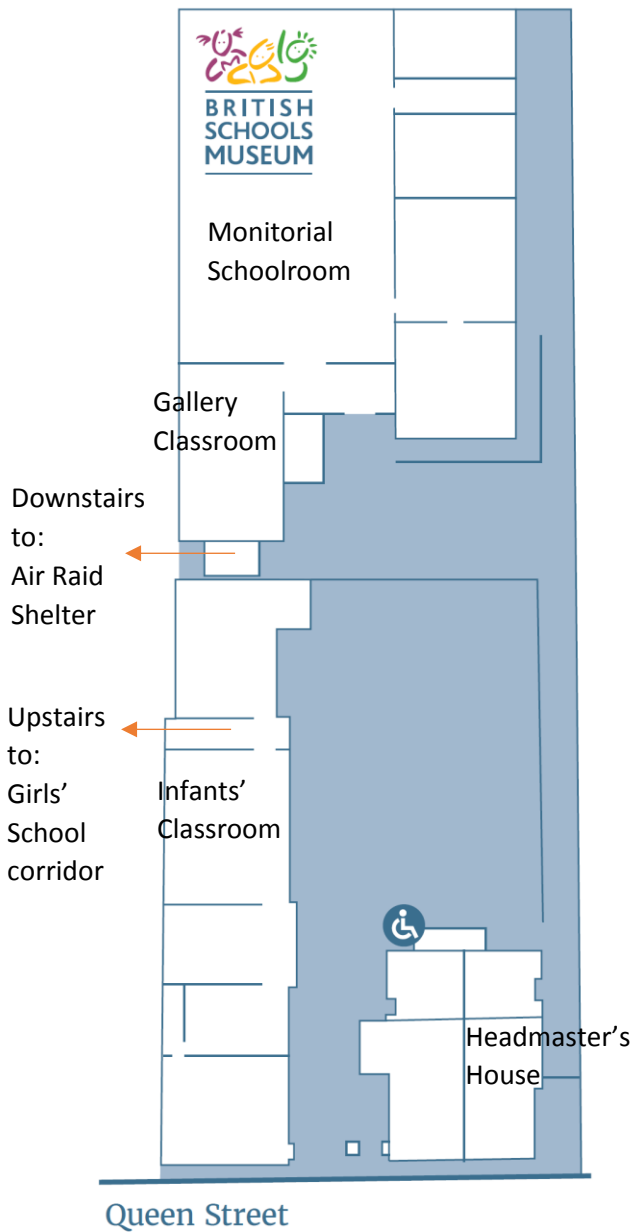 BRITISH
SCHOOLS
MUSEUM
Monitorial
Schoolroom
Gallery
Classroom
Downstairs
to:
Air Raid
Shelter
Upstairs
to:
Girls’
School
corridor
Infants’
Classroom
Headmaster’s
House
Queen Street